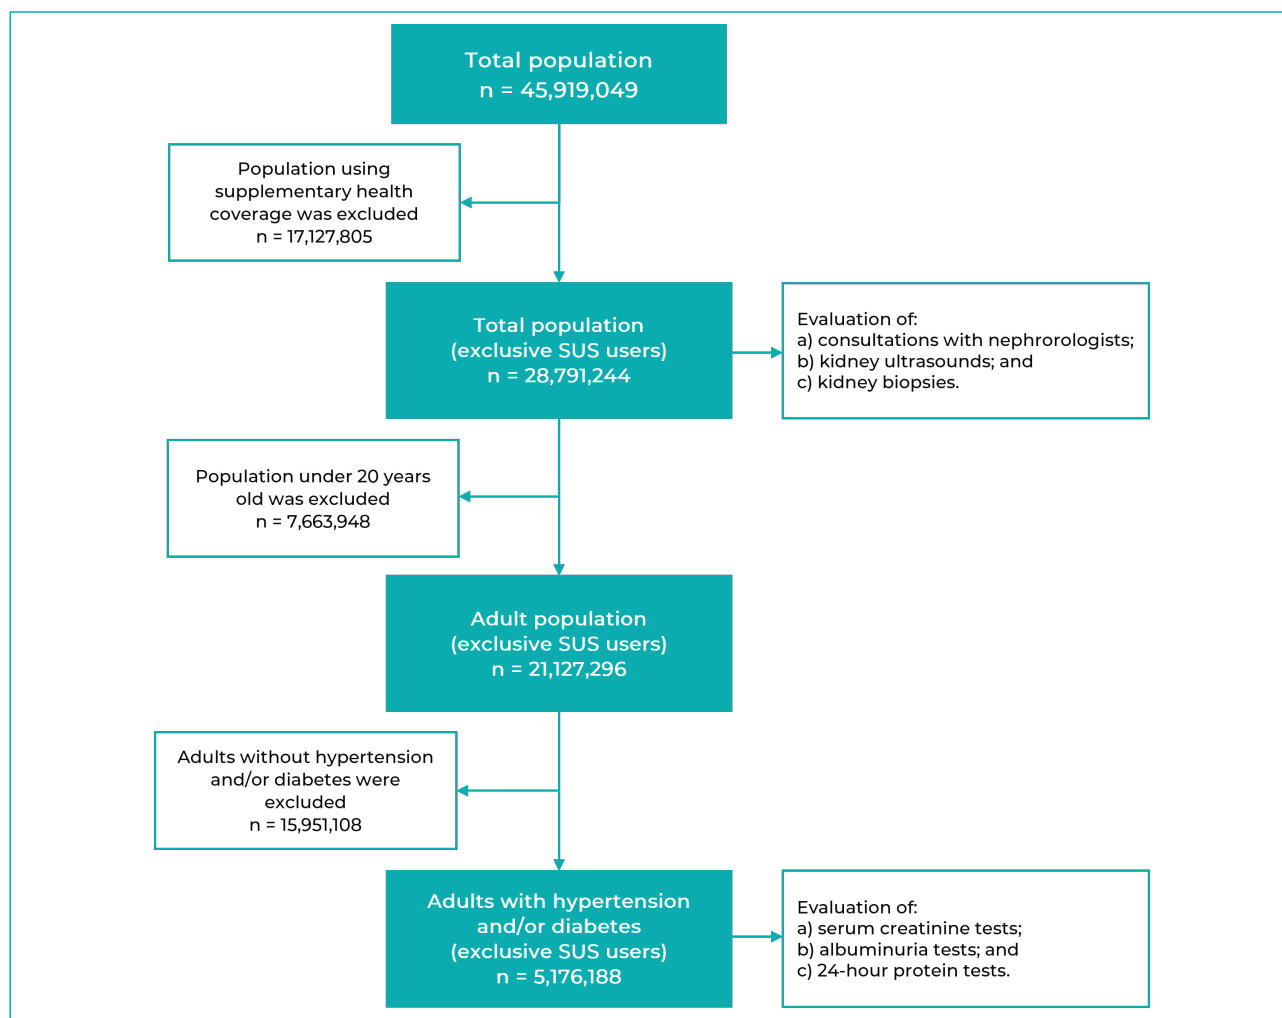 Total population
n = 45,919,049
Population using
supplementary health
coverage was excluded
n = 17,127,805
Total population
(exclusive SUS users)
n = 28,791,244
Evaluation of:
a) consultations with nephrorologists;
b) kidney ultrasounds; and
c) kidney biopsies.
Population under 20 years
old was excluded
n = 7,663,948
Adult population
(exclusive SUS users)
n = 21,127,296
Adults without hypertension
and/or diabetes were
excluded
n = 15,951,108
Adults with hypertension
and/or diabetes
(exclusive SUS users)
n = 5,176,188
Evaluation of:
a) serum creatinine tests;
b) albuminuria tests; and
c) 24-hour protein tests.